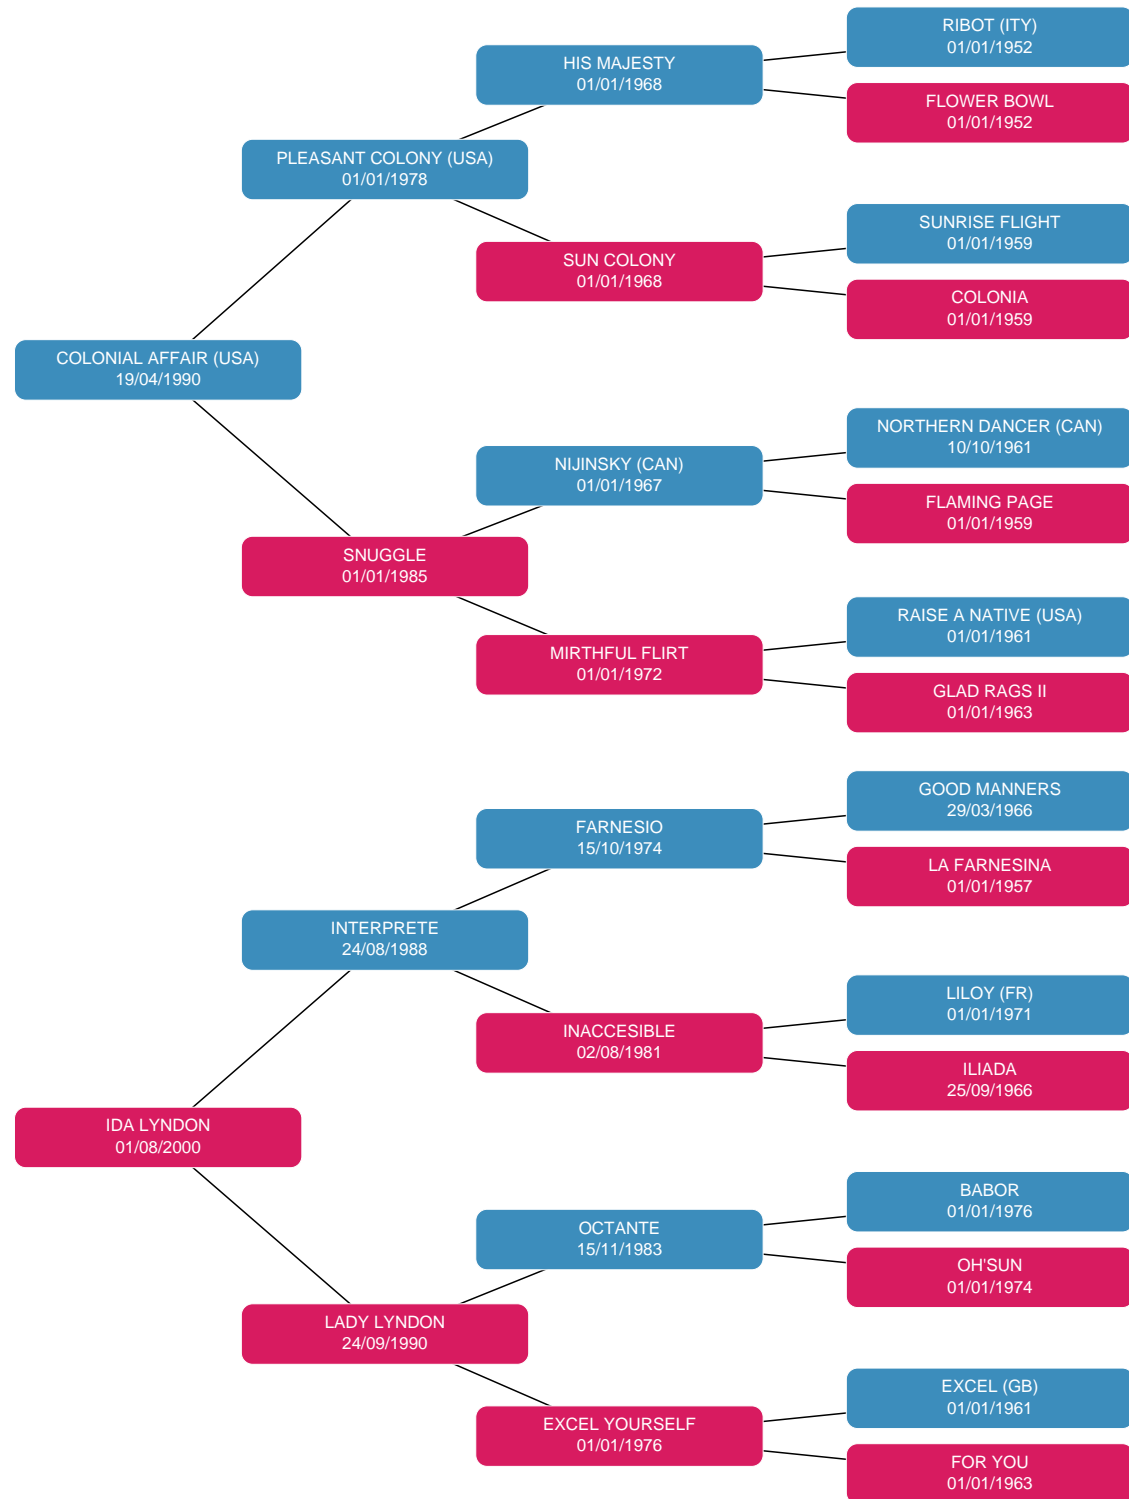 RIBOT (ITY)
01/01/1952
HIS MAJESTY
01/01/1968
FLOWER BOWL
01/01/1952
PLEASANT COLONY (USA)
01/01/1978
SUNRISE FLIGHT
01/01/1959
SUN COLONY
01/01/1968
COLONIA
01/01/1959
COLONIAL AFFAIR (USA)
19/04/1990
NORTHERN DANCER (CAN)
10/10/1961
NIJINSKY (CAN)
01/01/1967
FLAMING PAGE
01/01/1959
SNUGGLE
01/01/1985
RAISE A NATIVE (USA)
01/01/1961
MIRTHFUL FLIRT
01/01/1972
GLAD RAGS II
01/01/1963
GOOD MANNERS
29/03/1966
FARNESIO
15/10/1974
LA FARNESINA
01/01/1957
INTERPRETE
24/08/1988
LILOY (FR)
01/01/1971
INACCESIBLE
02/08/1981
ILIADA
25/09/1966
IDA LYNDON
01/08/2000
BABOR
01/01/1976
OCTANTE
15/11/1983
OH'SUN
01/01/1974
LADY LYNDON
24/09/1990
EXCEL (GB)
01/01/1961
EXCEL YOURSELF
01/01/1976
FOR YOU
01/01/1963